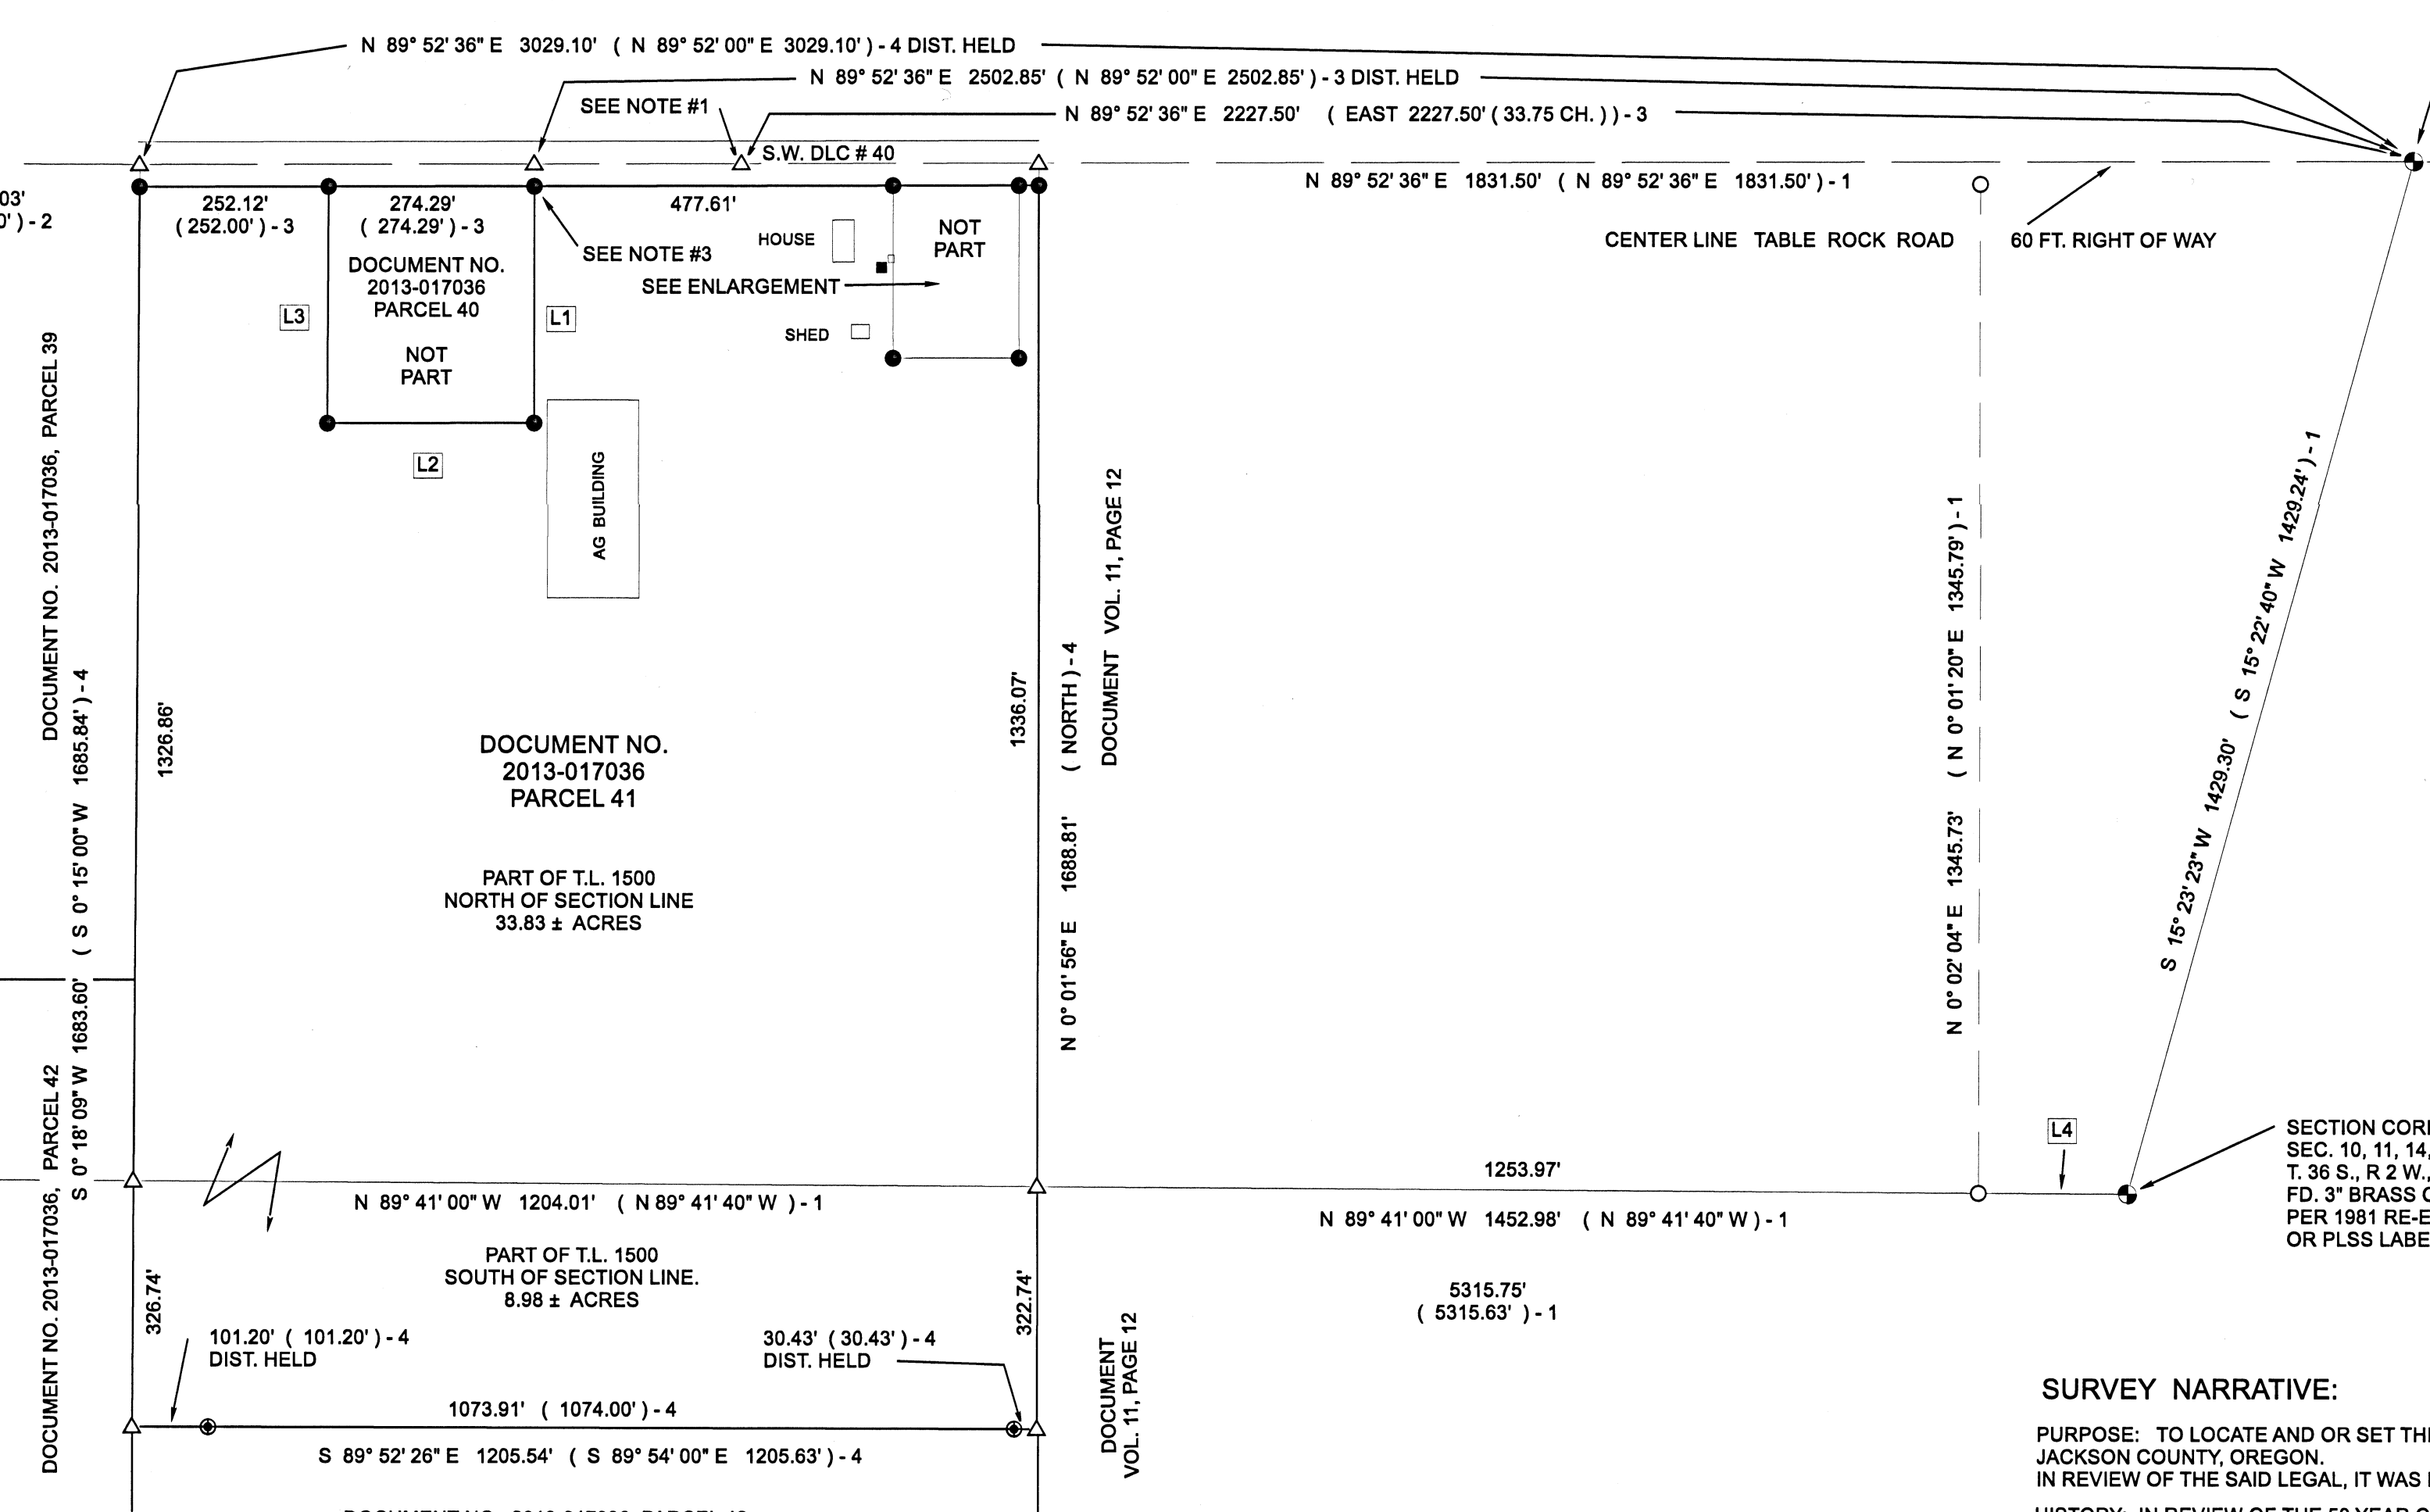 N 89° 52' 36" E 3029.10' ( N 89° 52' 00" E 3029.10' ) - 4 DIST. HELD
N 89° 52' 36" E 2502.85' ( N 89° 52' 00" E 2502.85' ) - 3 DIST. HELD
SEE NOTE #1
N 89° 52' 36" E 2227.50' ( EAST 2227.50' ( 33.75 CH. ) ) - 3
S.W. DLC # 40
N 89° 52' 36" E 1831.50' ( N 89° 52' 36" E 1831.50' ) - 1
03'
0' ) - 2
252.12'
( 252.00' ) - 3
274.29'
( 274.29' ) - 3
477.61'
SEE NOTE #3
HOUSE
NOT
PART
CENTER LINE TABLE ROCK ROAD
60 FT. RIGHT OF WAY
DOCUMENT NO.
2013-017036
PARCEL 40
NOT
PART
SEE ENLARGEMENT
SHED
L3
L1
L2
AG BUILDING
DOCUMENT NO. 2013-017036, PARCEL 39
S 0° 18' 09" W 1683.60' ( S 0° 15' 00" W 1685.84' ) - 4
1326.86'
DOCUMENT NO.
2013-017036
PARCEL 41
PART OF T.L. 1500
NORTH OF SECTION LINE
33.83 ± ACRES
1336.07'
N 0° 01' 56" E 1688.81' ( NORTH ) - 4
DOCUMENT VOL. 11, PAGE 12
N 0° 02' 04" E 1345.73' ( N 0° 01' 20" E 1345.79' ) - 1
S 15° 23' 23" W 1429.30' ( S 15° 22' 40" W 1429.24' ) - 1
DOCUMENT NO. 2013-017036, PARCEL 42
N 89° 41' 00" W 1204.01' ( N 89° 41' 40" W ) - 1
1253.97'
N 89° 41' 00" W 1452.98' ( N 89° 41' 40" W ) - 1
L4
SECTION CORI
SEC. 10, 11, 14,
T. 36 S., R 2 W.,
FD. 3" BRASS C
PER 1981 RE-E
OR PLSS LABE
PART OF T.L. 1500
SOUTH OF SECTION LINE.
8.98 ± ACRES
5315.75'
( 5315.63' ) - 1
326.74'
322.74'
101.20' ( 101.20' ) - 4
DIST. HELD
30.43' ( 30.43' ) - 4
DIST. HELD
1073.91' ( 1074.00' ) - 4
S 89° 52' 26" E 1205.54' ( S 89° 54' 00" E 1205.63' ) - 4
DOCUMENT
VOL. 11, PAGE 12
SURVEY NARRATIVE:
PURPOSE: TO LOCATE AND OR SET THE
JACKSON COUNTY, OREGON.
IN REVIEW OF THE SAID LEGAL, IT WAS